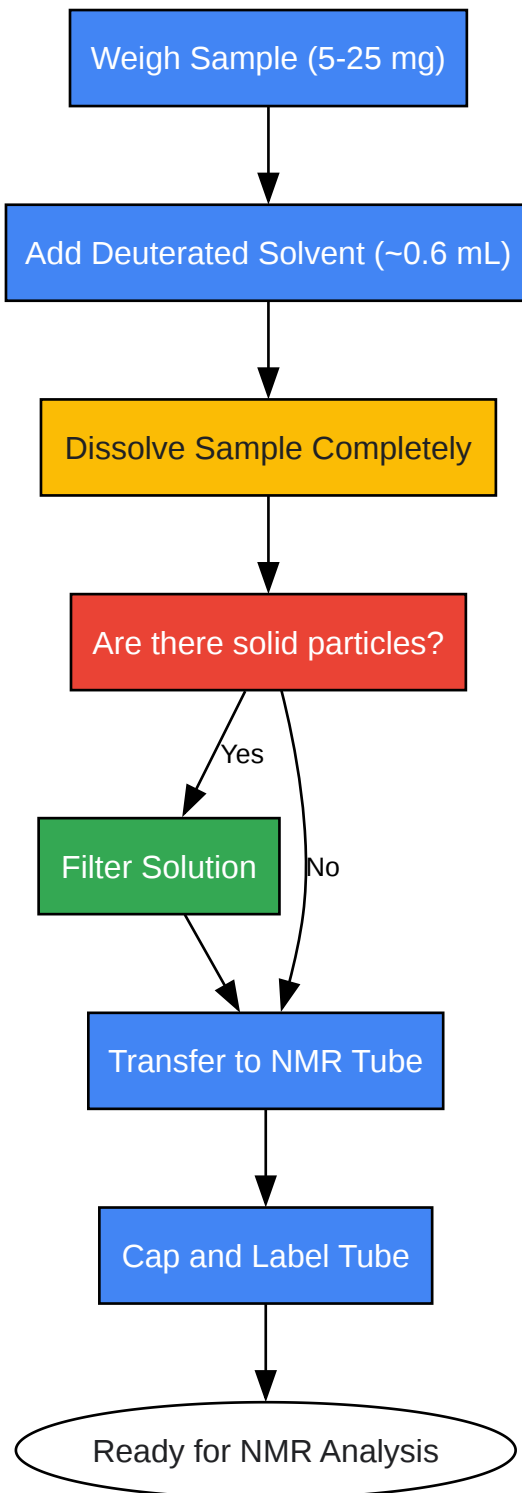 Weigh Sample (5-25 mg)
Add Deuterated Solvent (~0.6 mL)
Dissolve Sample Completely
Are there solid particles?
Yes
Filter Solution
No
Transfer to NMR Tube
Cap and Label Tube
Ready for NMR Analysis